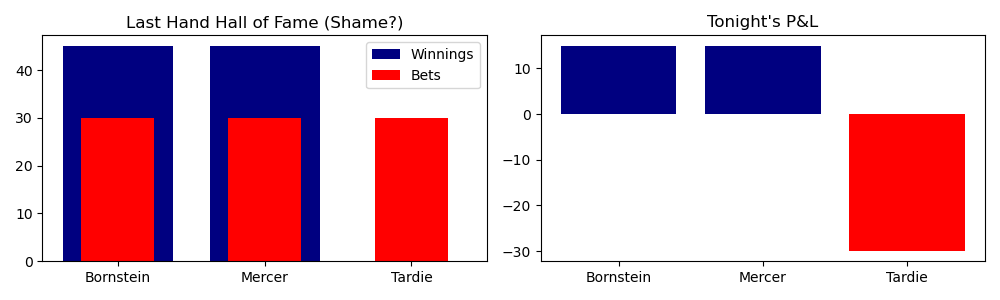 Last Hand Hall of Fame (Shame?)
Winnings
Bets
40
30
20
10
0
Bornstein
Mercer
Tardie
Tonight's P&L
10
0
−10
−20
−30
Bornstein
Mercer
Tardie